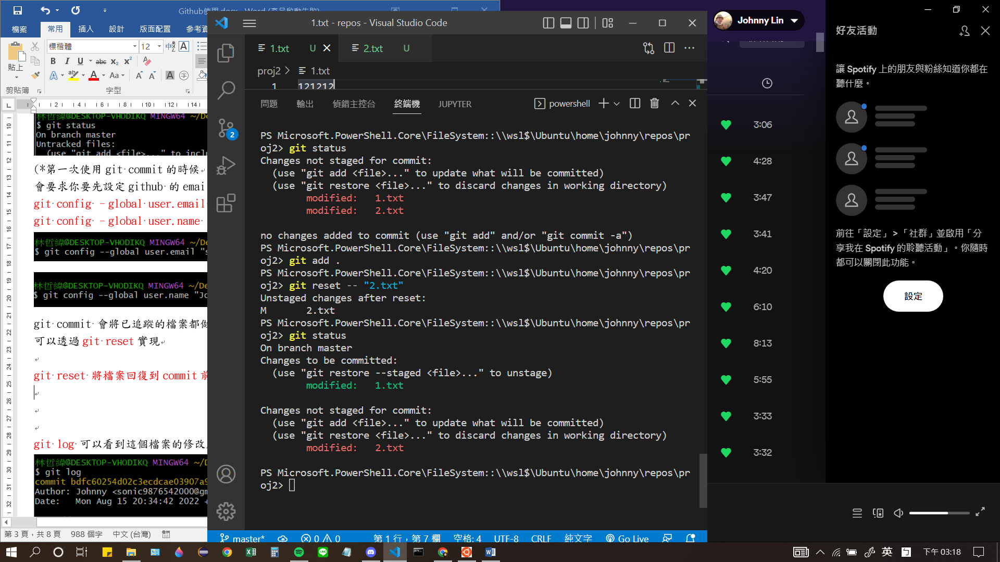 檔案
常用
插入
設計
版面配置
標楷體
12
貼上
剪貼簿
字型
$ git status
On branch master
Untracked files:
(use "git add <file>..." to inclu
(*第一次使用 git commit 的時候
會要求你要先設定 github 的 emai
git config –global user.email
git config –global user.name
林哲緯@DESKTOP-VHODIKQ MINGW64 ~/De
$ git config --global user.email "s
林哲緯@DESKTOP-VHODIKQ MINGW64 ~/De
$ git config --global user.name "Jo
git commit 會將已追蹤的檔案都做
可以透過 git reset 實現
git reset 將檔案回復到 commit 前
git log 可以看到這個檔案的修改
林哲緯@DESKTOP-VHODIKQ MINGW64 ~/D
$ git log
commit bdfc60254d02c3ecdcae03907a9
Author: Johnny <sonic9876542000@gm
Date:   Mon Aug 15 20:34:42 2022 +
第 3 頁，共 8 頁
988 個字
中文 (台灣)
1.txt - repos - Visual Studio Code
1.txt U
2.txt U
proj2 > 1.txt
1 121212
問題
輸出
偵錯主控台
終端機
JUPYTER
powershell
2
PS Microsoft.PowerShell.Core\FileSystem::\\wsl$\Ubuntu\home\johnny\repos\pr
oj2> git status
Changes not staged for commit:
(use "git add <file>..." to update what will be committed)
(use "git restore <file>..." to discard changes in working directory)
modified:   1.txt
modified:   2.txt
no changes added to commit (use "git add" and/or "git commit -a")
PS Microsoft.PowerShell.Core\FileSystem::\\wsl$\Ubuntu\home\johnny\repos\pr
oj2> git add .
PS Microsoft.PowerShell.Core\FileSystem::\\wsl$\Ubuntu\home\johnny\repos\pr
oj2> git reset -- "2.txt"
Unstaged changes after reset:
M       2.txt
PS Microsoft.PowerShell.Core\FileSystem::\\wsl$\Ubuntu\home\johnny\repos\pr
oj2> git status
On branch master
Changes to be committed:
(use "git restore --staged <file>..." to unstage)
modified:   1.txt
Changes not staged for commit:
(use "git add <file>..." to update what will be committed)
(use "git restore <file>..." to discard changes in working directory)
modified:   2.txt
PS Microsoft.PowerShell.Core\FileSystem::\\wsl$\Ubuntu\home\johnny\repos\pr
oj2>
master*
0
0
第 1 行，第 7 欄
空格: 4
UTF-8
CRLF
純文字
Go Live
Johnny Lin
3:06
4:28
3:47
3:41
4:20
6:10
8:13
5:55
3:33
3:32
好友活動
讓 Spotify 上的朋友與粉絲知道你都在
聽什麼。
前往「設定」>「社群」並啟用「分
享我在 Spotify 的聆聽活動」。你隨時
都可以關閉此功能。
設定
英
下午 03:18